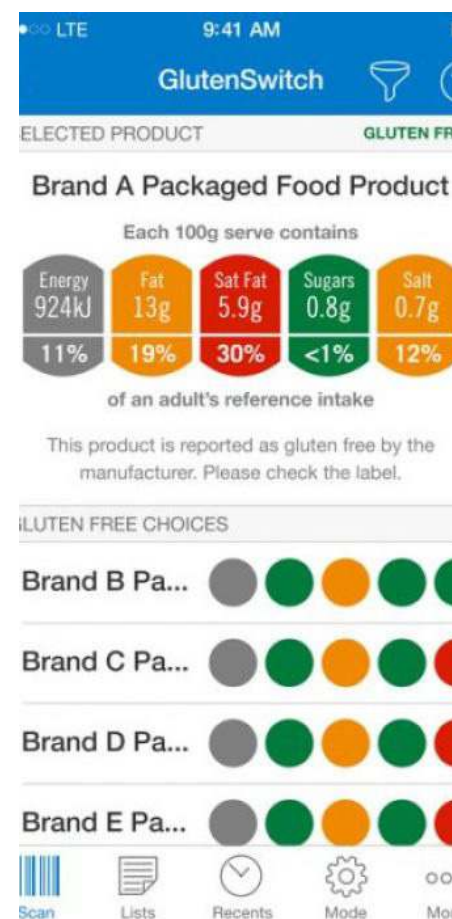 LTE 9:41 AM
GlutenSwitch
ELECTED PRODUCT GLUTEN FR
Brand A Packaged Food Product
Each 100g serve contains
Energy Fat Sat Fat Sugars Salt
924kJ 13g 5.9g 0.8g 0.7g
11% 19% 30% <1% 12%
of an adult's reference intake
This product is reported as gluten free by the
manufacturer. Please check the label.
LUTEN FREE CHOICES
Brand B Pa...
Brand C Pa...
Brand D Pa...
Brand E Pa...
Scan Lists Recents Mode Mor